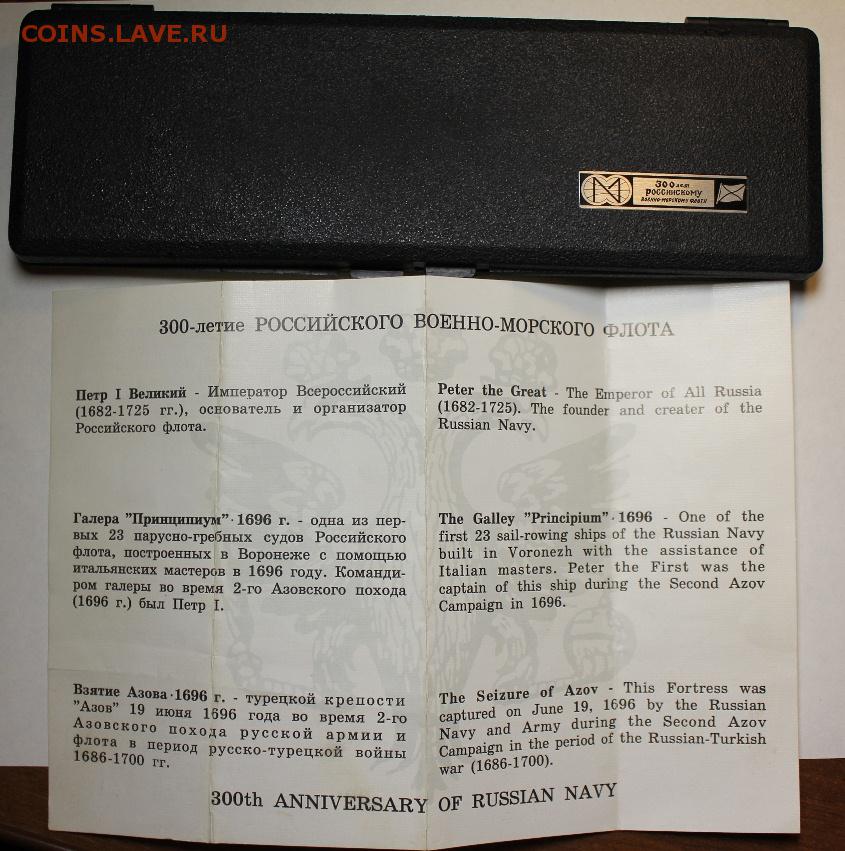 COINS.LAVE.RU
300 лет
российскому
военно-морскому флоту
300-летие РОССИЙСКОГО ВОЕННО-МОРСКОГО ФЛОТА
Петр I Великий - Император Всероссийский
(1682-1725 гг.), основатель и организатор
Российского флота.
Галера "Принципиум"·1696 г. - одна из пер-
вых 23 парусно-гребных судов Российского
флота, построенных в Воронеже с помощью
итальянских мастеров в 1696 году. Команди-
ром галеры во время 2-го Азовского похода
(1696 г.) был Петр I.
Взятие Азова·1696 г. - турецкой крепости
"Азов" 19 июня 1696 года во время 2-го
Азовского похода русской армии и
флота в период русско-турецкой войны
1686-1700 гг.
Peter the Great - The Emperor of All Russia
(1682-1725). The founder and creater of the
Russian Navy.
The Galley "Principium"·1696 - One of the
first 23 sail-rowing ships of the Russian Navy
built in Voronezh with the assistance of
Italian masters. Peter the First was the
captain of this ship during the Second Azov
Campaign in 1696.
The Seizure of Azov - This Fortress was
captured on June 19, 1696 by the Russian
Navy and Army during the Second Azov
Campaign in the period of the Russian-Turkish
war (1686-1700).
300th ANNIVERSARY OF RUSSIAN NAVY